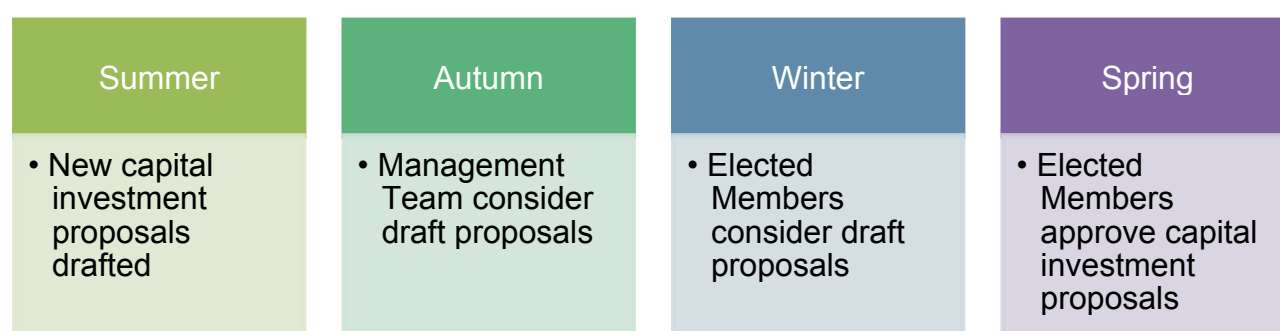 Summer
• New capital
investment
proposals
drafted
Autumn
• Management
Team consider
draft proposals
Winter
• Elected
Members
consider draft
proposals
Spring
• Elected
Members
approve capital
investment
proposals